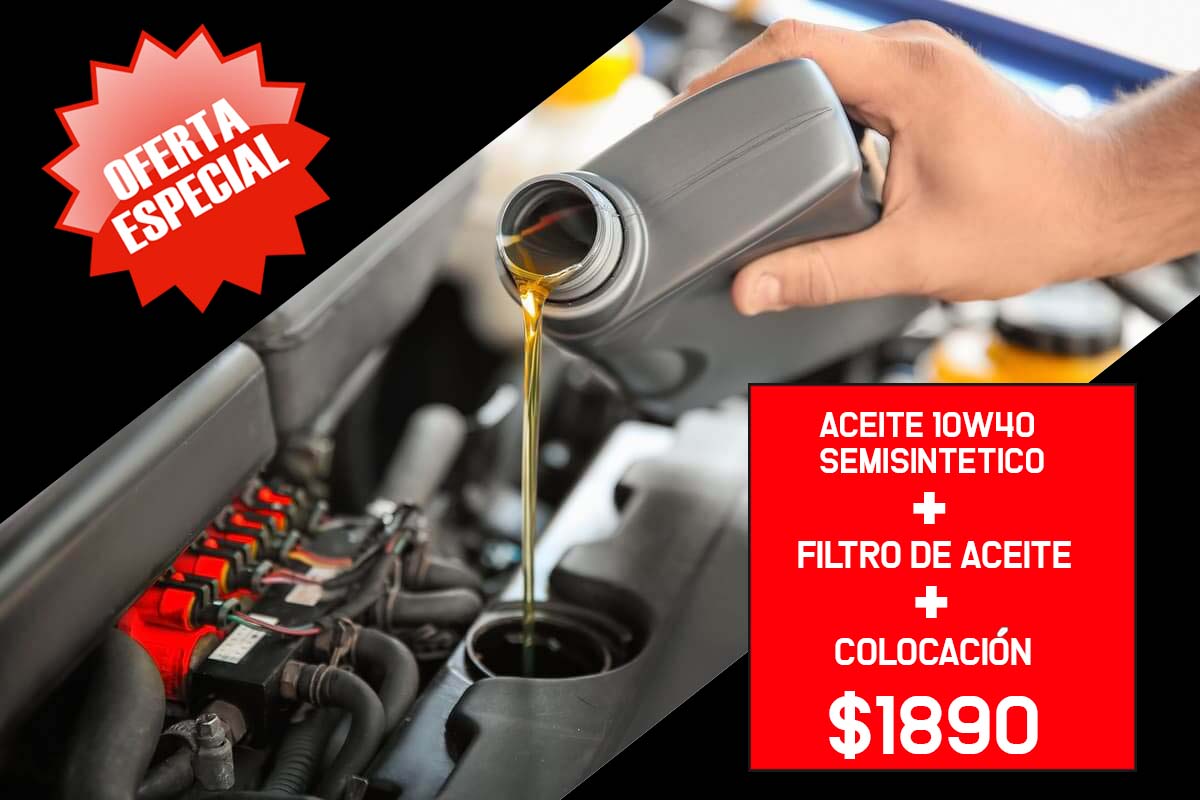 OFERTA
ESPECIAL
ACEITE 10W40
SEMISINTETICO
+
FILTRO DE ACEITE
+
COLOCACIÓN
$1890